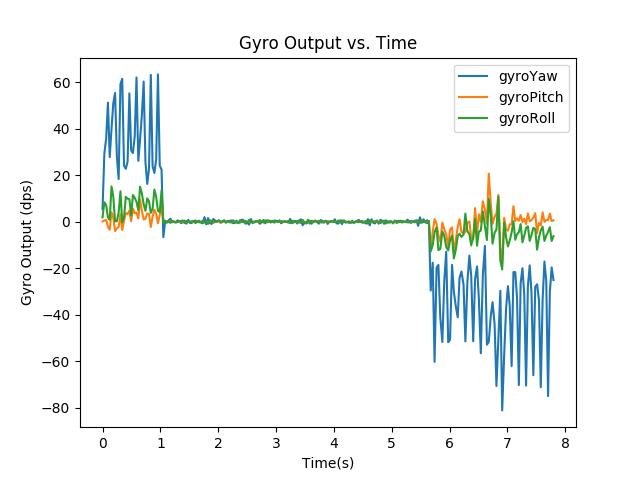 Gyro Output vs. Time
gyroYaw
gyroPitch
gyroRoll
Gyro Output (dps)
60
40
20
0
−20
−40
−60
−80
0 1 2 3 4 5 6 7 8
Time(s)